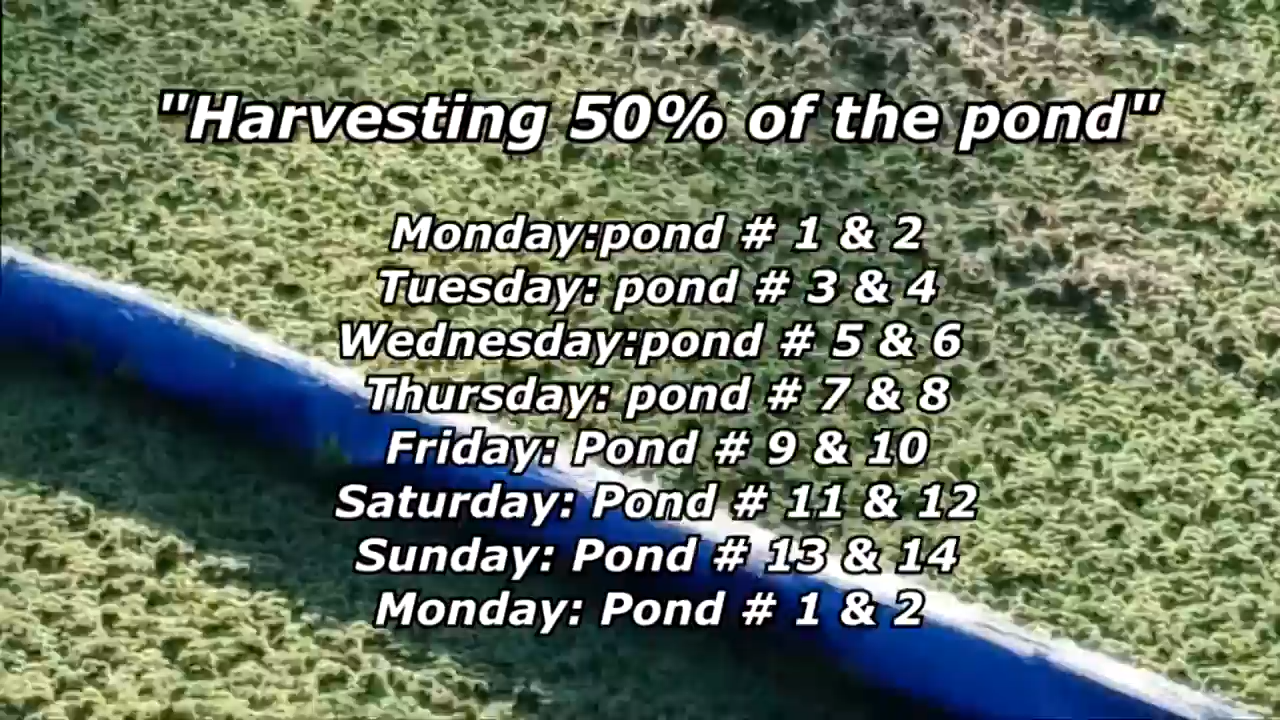 "Harvesting 50% of the pond"
Monday:pond # 1 & 2
Tuesday: pond # 3 & 4
Wednesday:pond # 5 & 6
Thursday: pond # 7 & 8
Friday: Pond # 9 & 10
Saturday: Pond # 11 & 12
Sunday: Pond # 13 & 14
Monday: Pond # 1 & 2